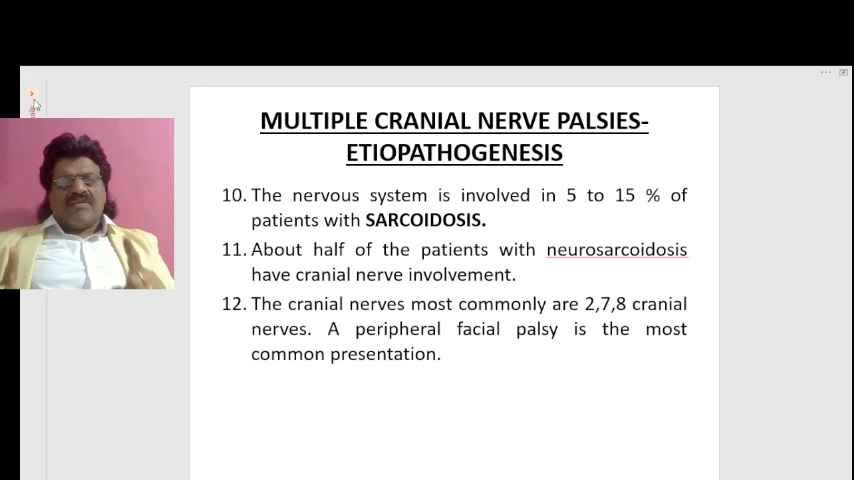 MULTIPLE CRANIAL NERVE PALSIES-
ETIOPATHOGENESIS
10. The nervous system is involved in 5 to 15 % of
patients with SARCOIDOSIS.
11. About half of the patients with neurosarcoidosis
have cranial nerve involvement.
12. The cranial nerves most commonly are 2,7,8 cranial
nerves. A peripheral facial palsy is the most
common presentation.